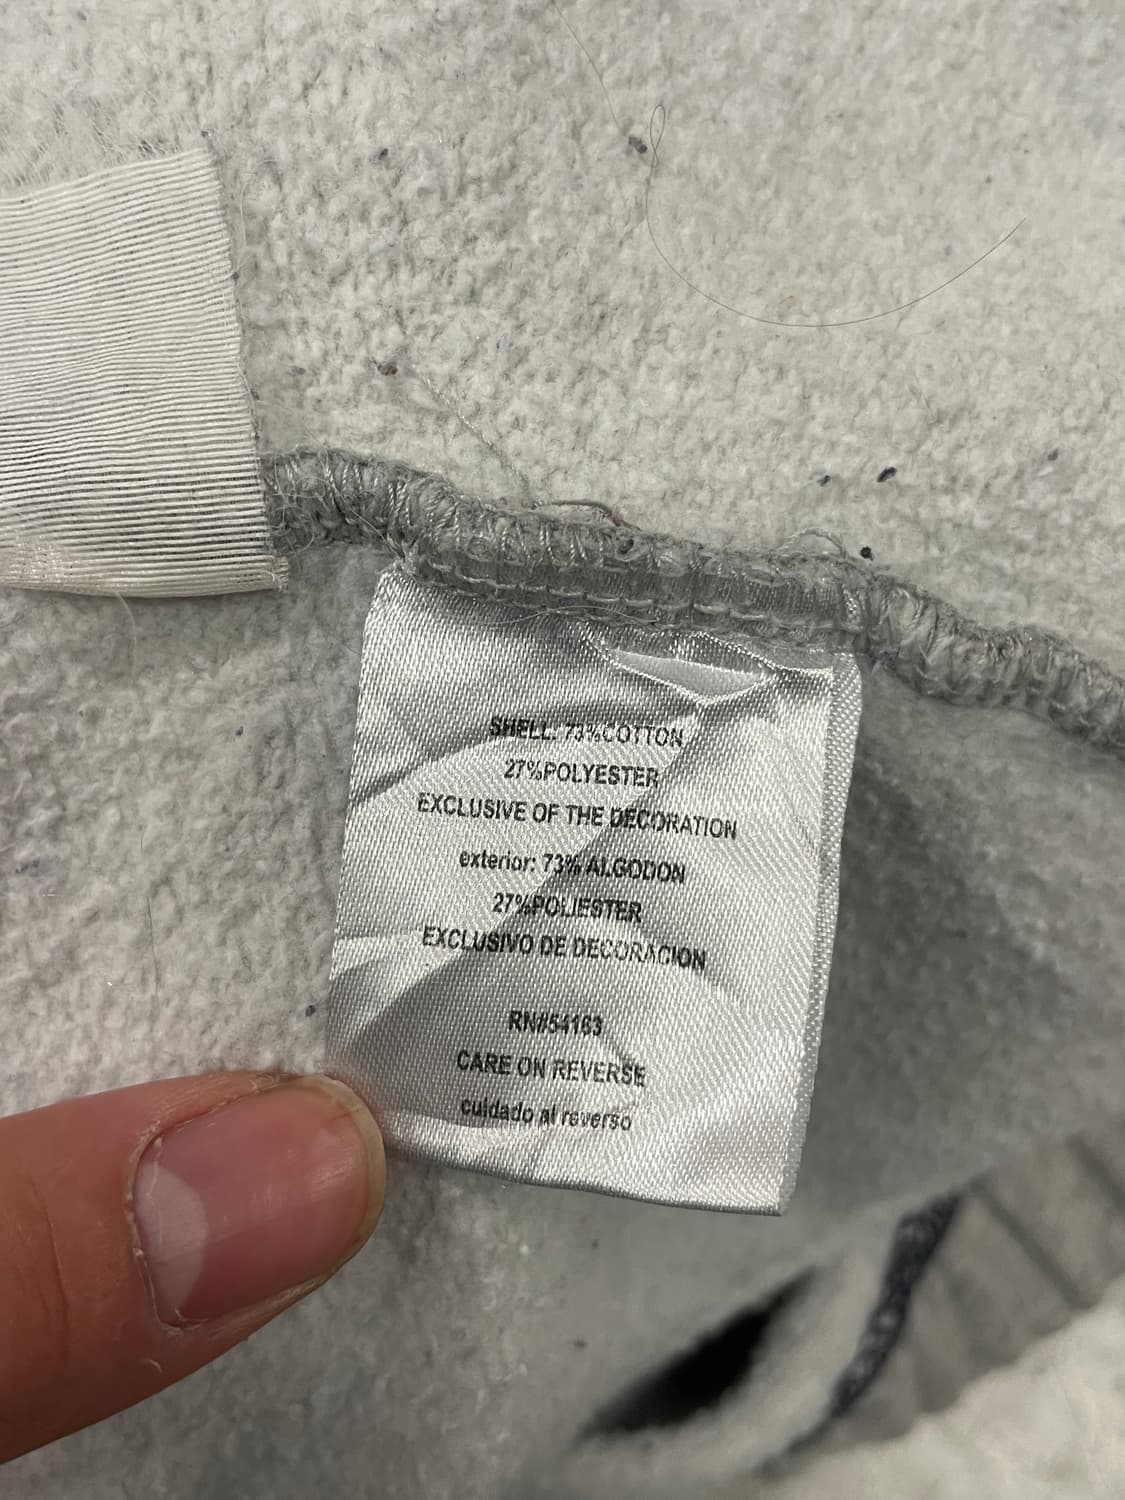 SHELL: 73%COTTON
27%POLYESTER
EXCLUSIVE OF THE DECORATION
exterior: 73% ALGODON
27%POLIESTER
EXCLUSIVO DE DECORACION
RN#54163
CARE ON REVERSE
cuidado al reverso